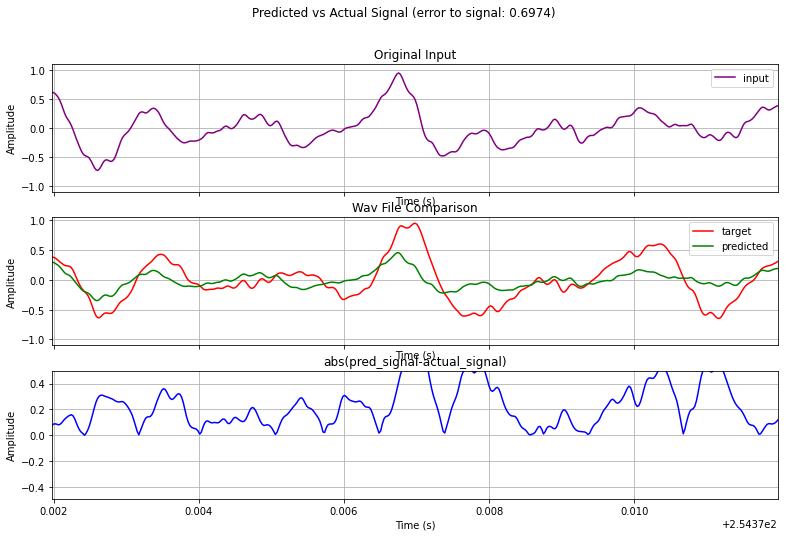 Predicted vs Actual Signal (error to signal: 0.6974)
Original Input
1.0
0.5
0.0
−0.5
−1.0
Amplitude
input
Time (s)
Wav File Comparison
1.0
0.5
0.0
−0.5
−1.0
Amplitude
target
predicted
Time (s)
abs(pred_signal-actual_signal)
0.4
0.2
0.0
−0.2
−0.4
Amplitude
0.002 0.004 0.006 0.008 0.010
Time (s)
+2.5437e2